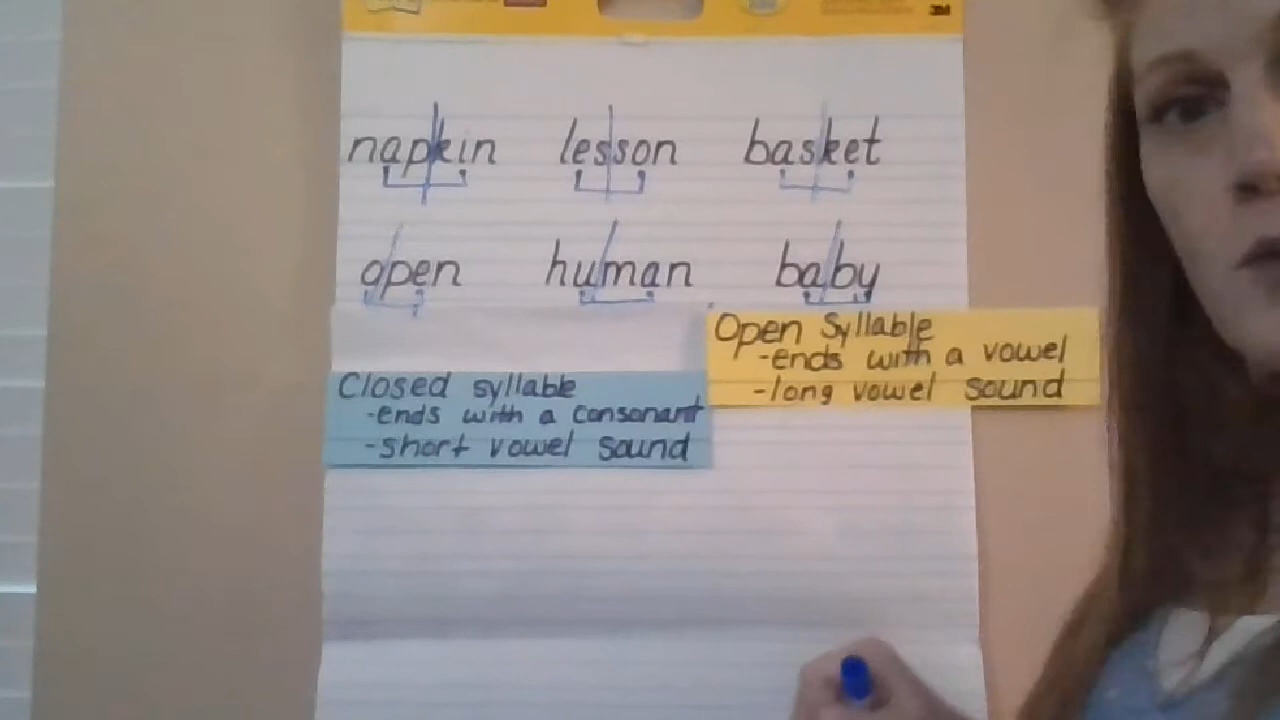 3M
napkin lesson basket
open human baby
Open Syllable
-ends with a vowel
-long vowel sound
Closed syllable
-ends with a consonant
-short vowel sound